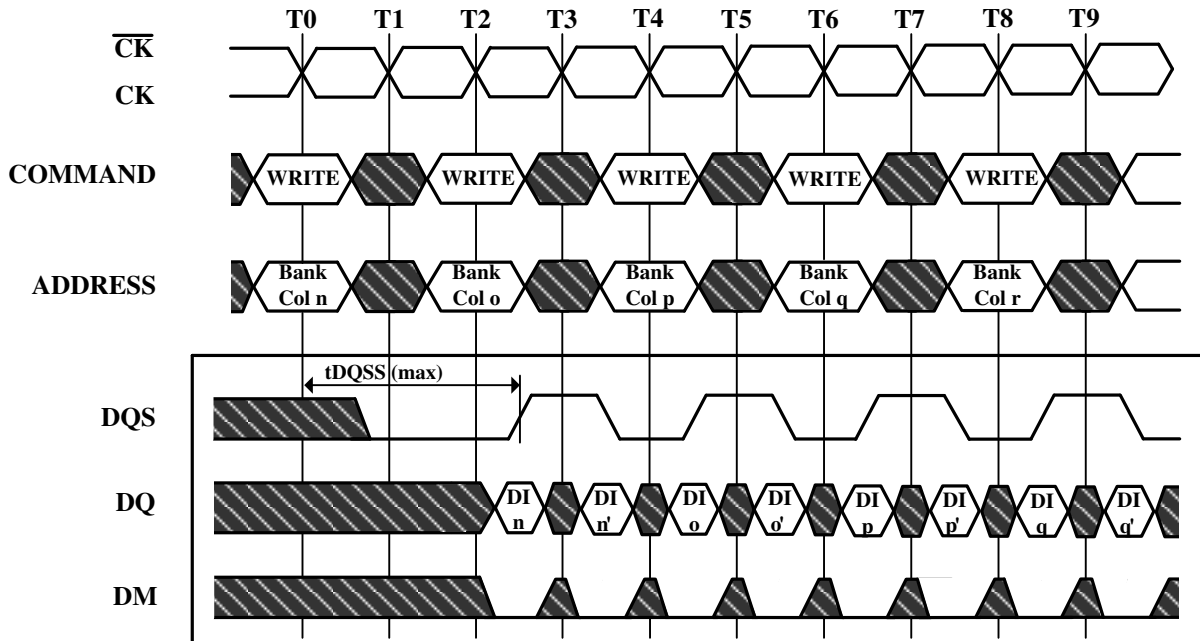 T0 T1 T2 T3 T4 T5 T6 T7 T8 T9
CK
CK
COMMAND WRITE WRITE WRITE WRITE WRITE
ADDRESS Bank Bank Bank Bank Bank
Col n Col o Col p Col q Col r
tDQSS (max)
DQS
DQ DI DI DI DI DI DI DI DI
n n' o o' p p' q q'
DM